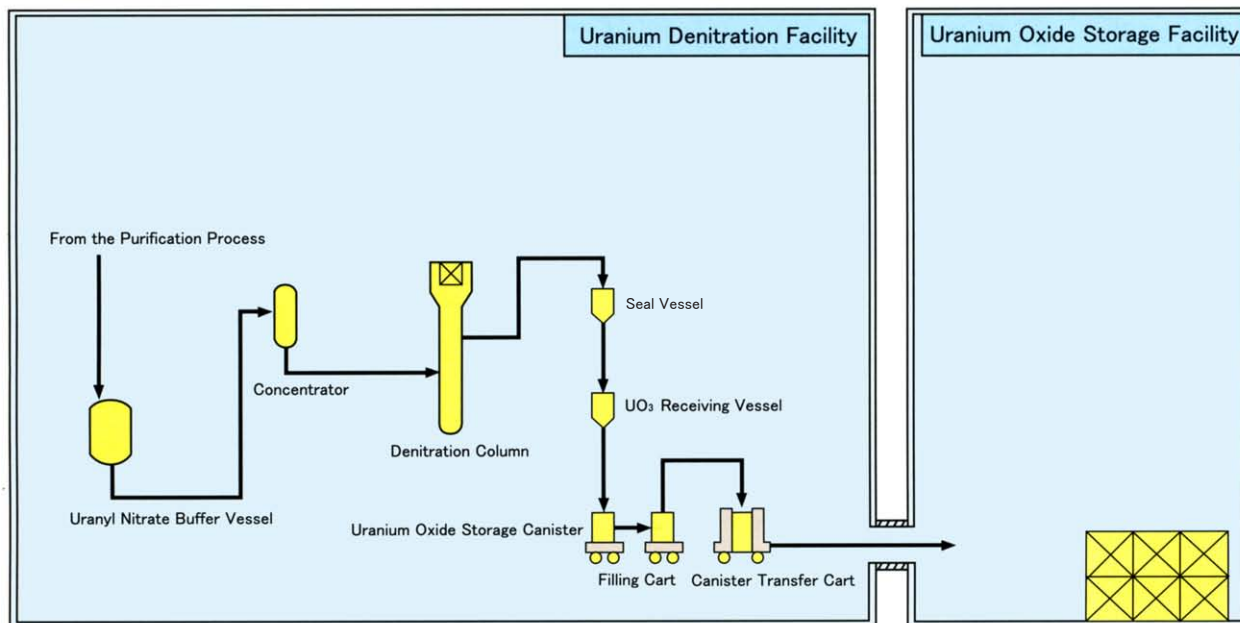 Uranium Denitration Facility
Uranium Oxide Storage Facility
From the Purification Process
Seal Vessel
Concentrator
UO₃ Receiving Vessel
Denitration Column
Uranyl Nitrate Buffer Vessel
Uranium Oxide Storage Canister
Filling Cart
Canister Transfer Cart